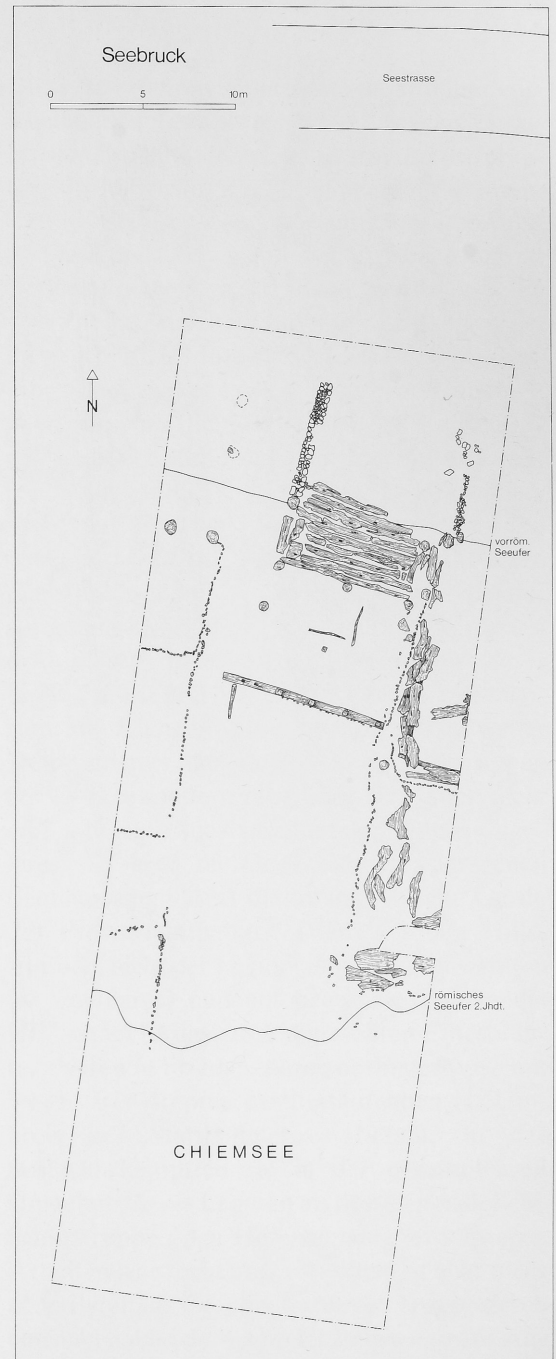 Seebruck
0 5 10m
Seestrasse
N
vorröm.
Seeufer
römisches
Seeufer 2.Jhdt.
CHIEMSEE